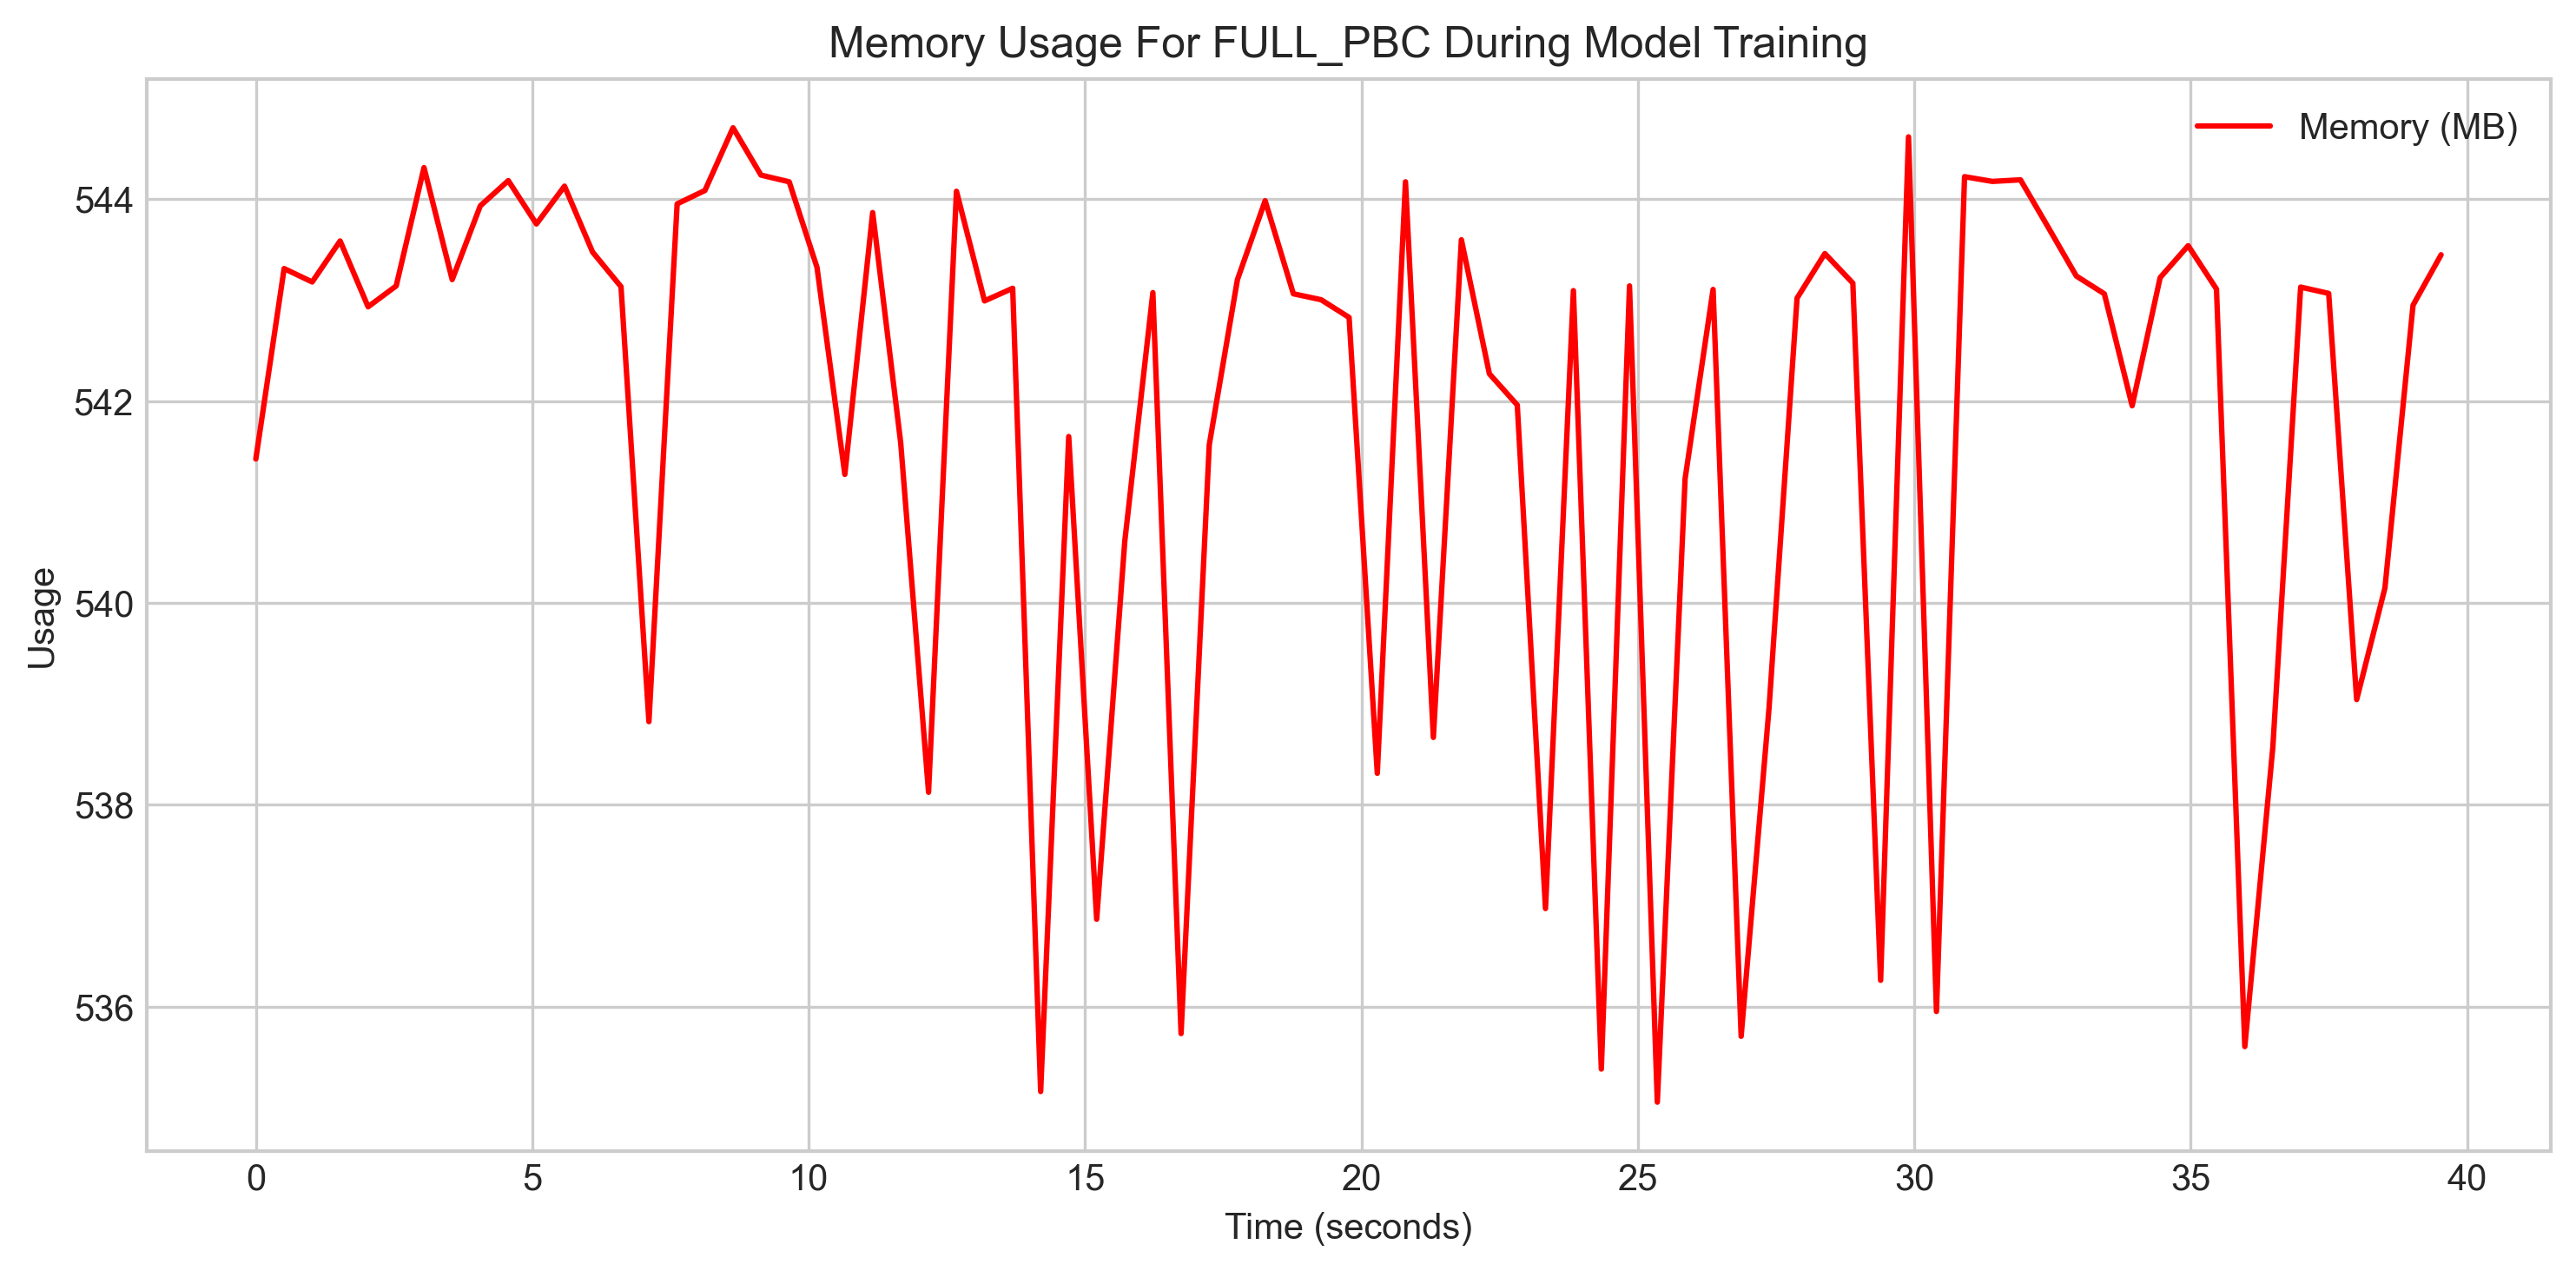 Memory Usage For FULL_PBC During Model Training
Memory (MB)
544
542
540
538
536
Usage
0 5 10 15 20 25 30 35 40
Time (seconds)